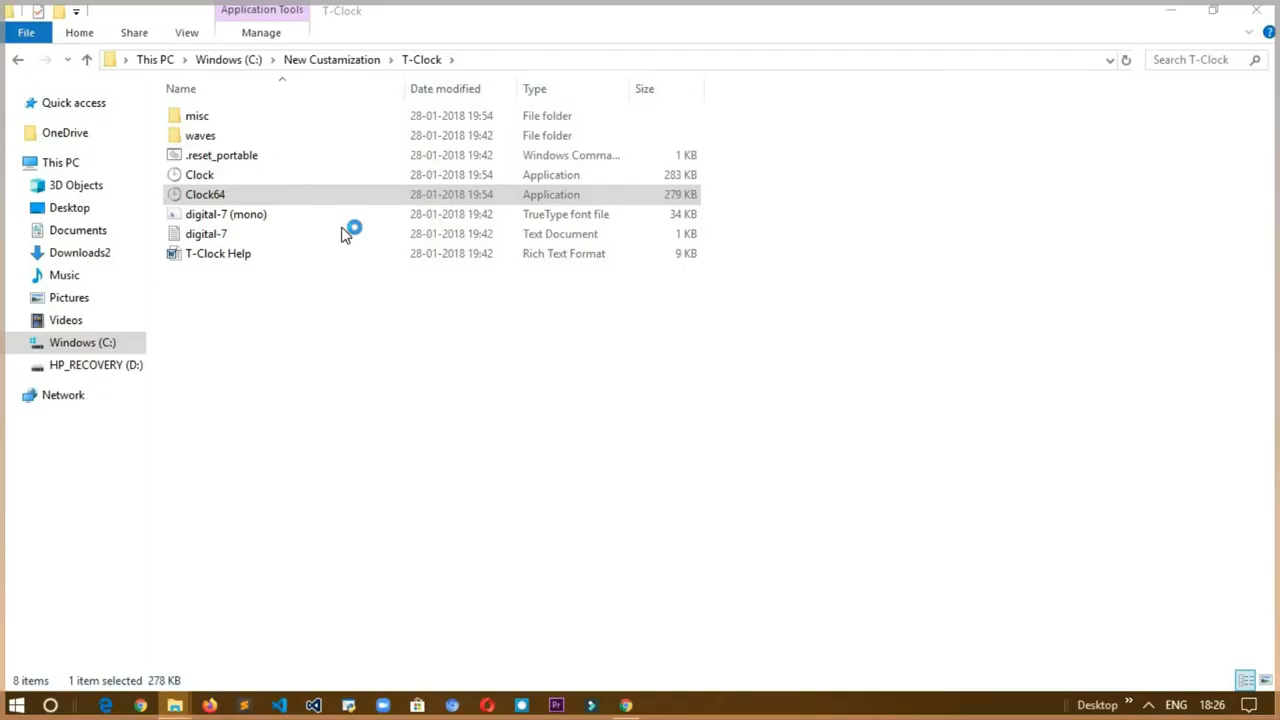 Application Tools T-Clock
File Home Share View Manage
This PC Windows (C:) New Custamization T-Clock Search T-Clock
Name Date modified Type Size
Quick access
OneDrive
This PC
3D Objects
Desktop
Documents
Downloads2
Music
Pictures
Videos
Windows (C:)
HP_RECOVERY (D:)
Network
misc 28-01-2018 19:54 File folder
waves 28-01-2018 19:42 File folder
.reset_portable 28-01-2018 19:42 Windows Comma... 1 KB
Clock 28-01-2018 19:54 Application 283 KB
Clock64 28-01-2018 19:54 Application 279 KB
digital-7 (mono) 28-01-2018 19:42 TrueType font file 34 KB
digital-7 28-01-2018 19:42 Text Document 1 KB
T-Clock Help 28-01-2018 19:42 Rich Text Format 9 KB
8 items 1 item selected 278 KB
Pr Desktop ENG 18:26